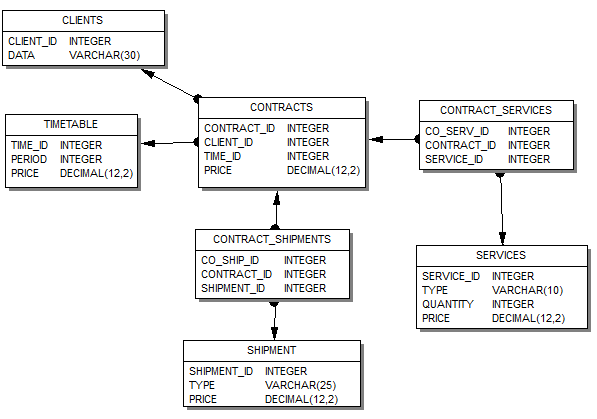 CLIENTS
CLIENT_ID INTEGER
DATA VARCHAR(30)
TIMETABLE
TIME_ID INTEGER
PERIOD INTEGER
PRICE DECIMAL(12,2)
CONTRACTS
CONTRACT_ID INTEGER
CLIENT_ID INTEGER
TIME_ID INTEGER
PRICE DECIMAL(12,2)
CONTRACT_SERVICES
CO_SERV_ID INTEGER
CONTRACT_ID INTEGER
SERVICE_ID INTEGER
CONTRACT_SHIPMENTS
CO_SHIP_ID INTEGER
CONTRACT_ID INTEGER
SHIPMENT_ID INTEGER
SERVICES
SERVICE_ID INTEGER
TYPE VARCHAR(10)
QUANTITY INTEGER
PRICE DECIMAL(12,2)
SHIPMENT
SHIPMENT_ID INTEGER
TYPE VARCHAR(25)
PRICE DECIMAL(12,2)